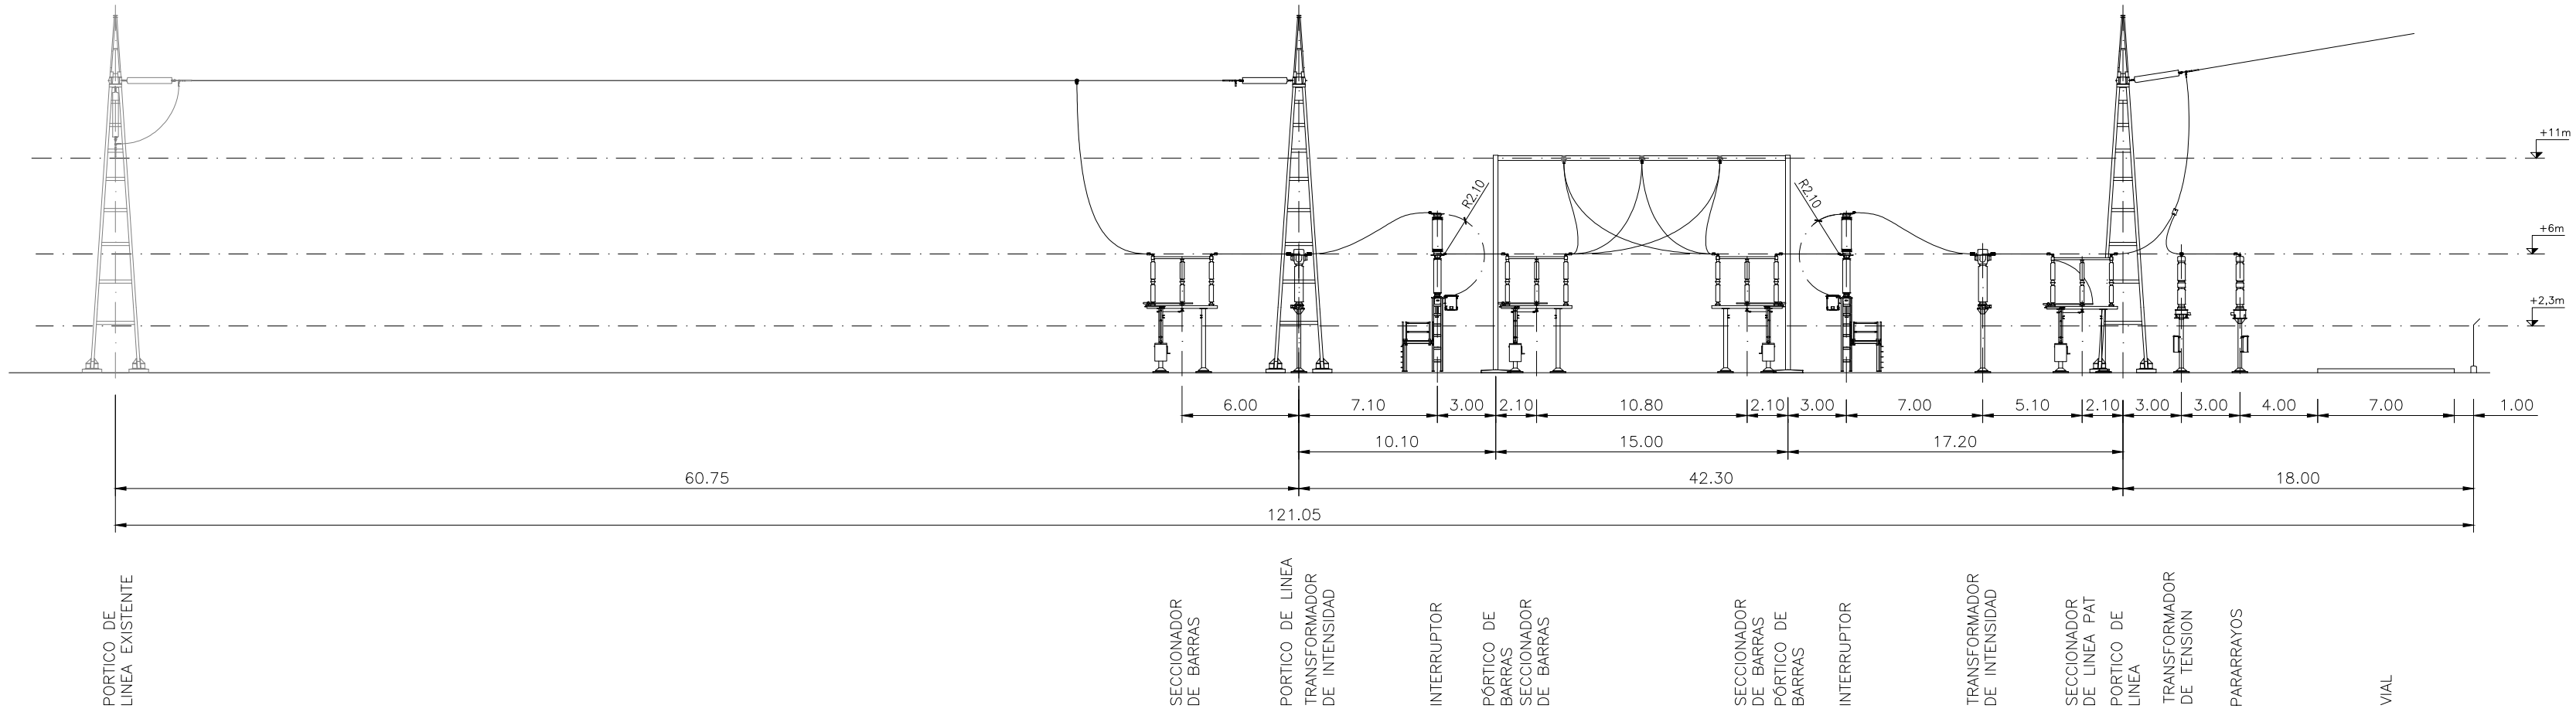 +11m
R2.10
R2.10
+6m
+2,3m
6.00
7.10
3.00
2.10
10.80
2.10
3.00
7.00
5.10
2.10
3.00
3.00
4.00
7.00
1.00
10.10
15.00
17.20
60.75
42.30
18.00
121.05
PORTICO DE
LINEA EXISTENTE
SECCIONADOR
DE BARRAS
PORTICO DE LINEA
TRANSFORMADOR
DE INTENSIDAD
INTERRUPTOR
PÓRTICO DE
BARRAS
SECCIONADOR
DE BARRAS
SECCIONADOR
DE BARRAS
PÓRTICO DE
BARRAS
INTERRUPTOR
TRANSFORMADOR
DE INTENSIDAD
SECCIONADOR
DE LINEA PAT
PORTICO DE
LINEA
TRANSFORMADOR
DE TENSION
PARARRAYOS
VIAL